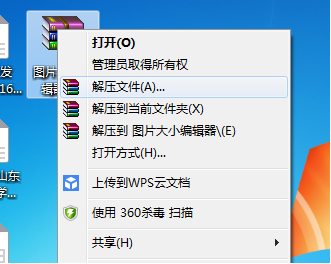 发
16...
图片
编辑
山东
学...
打开(O)
管理员取得所有权
解压文件(A)...
解压到当前文件夹(X)
解压到 图片大小编辑器\(E)
打开方式(H)...
上传到WPS云文档
使用 360杀毒 扫描
共享(H)